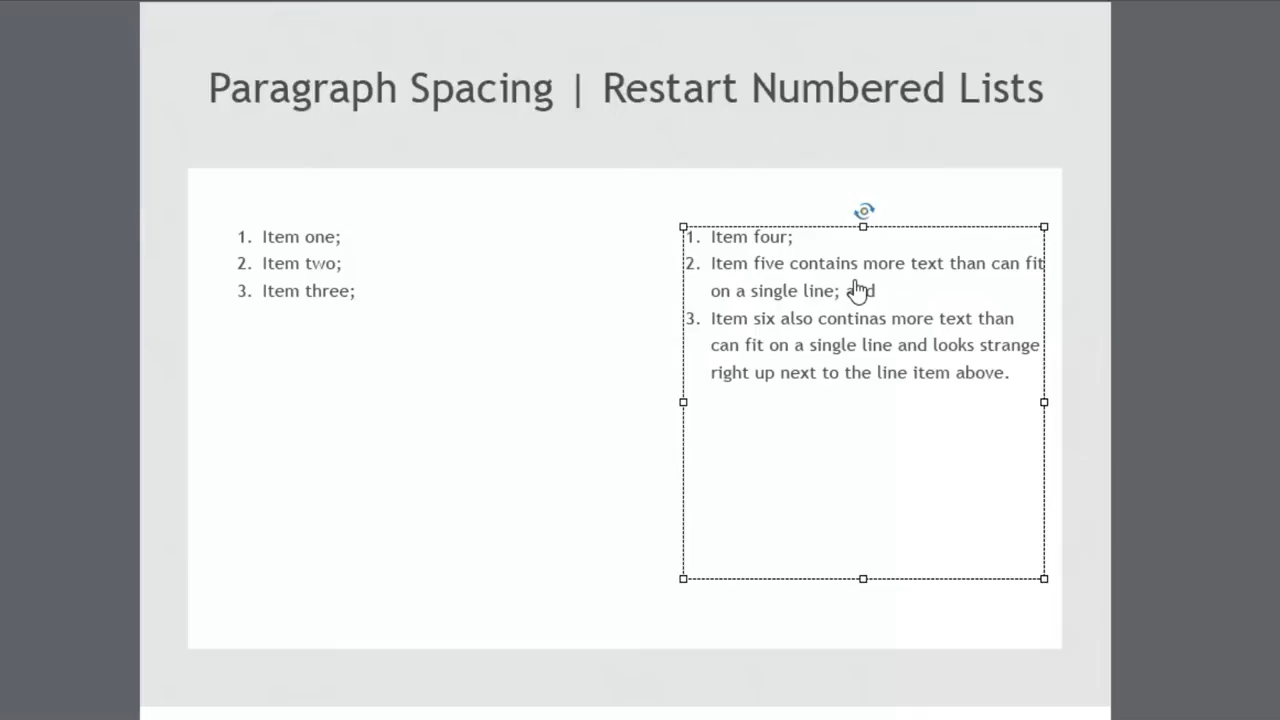 Paragraph Spacing | Restart Numbered Lists
1. Item one;
2. Item two;
3. Item three;
1. Item four;
2. Item five contains more text than can fit
on a single line; and
3. Item six also continas more text than
can fit on a single line and looks strange
right up next to the line item above.